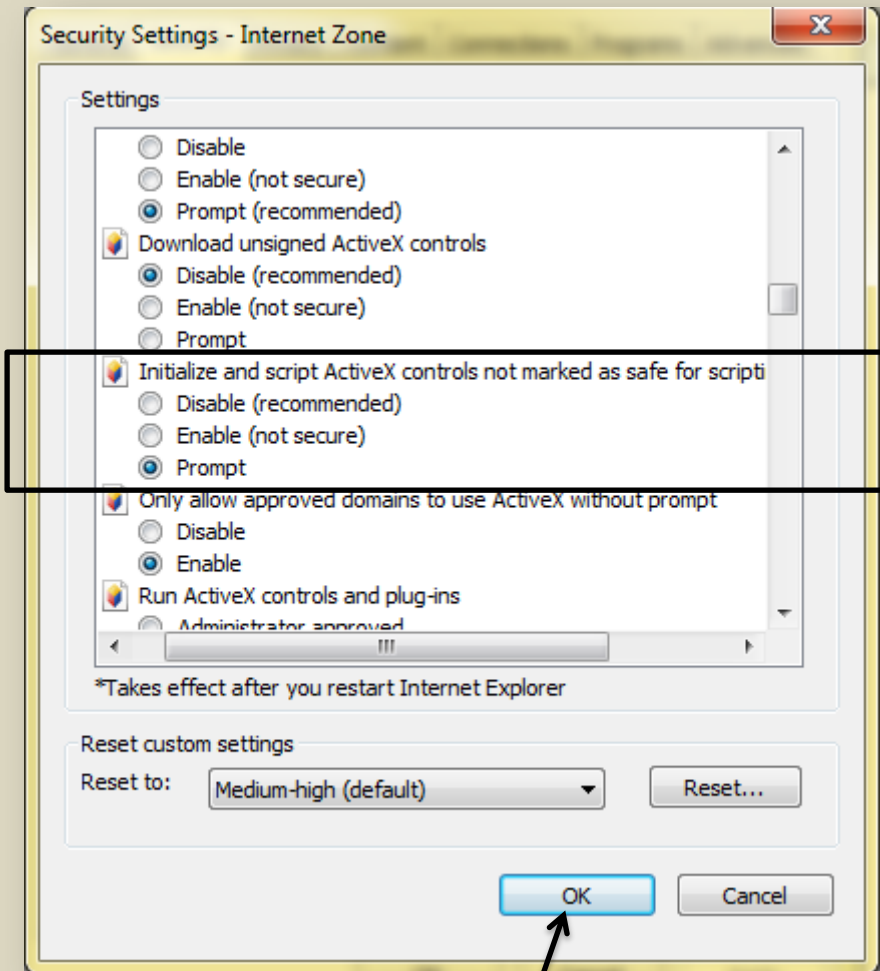 Security Settings - Internet Zone
Settings
Disable
Enable (not secure)
Prompt (recommended)
Download unsigned ActiveX controls
Disable (recommended)
Enable (not secure)
Prompt
Initialize and script ActiveX controls not marked as safe for scripti
Disable (recommended)
Enable (not secure)
Prompt
Only allow approved domains to use ActiveX without prompt
Disable
Enable
Run ActiveX controls and plug-ins
Administrator approved
*Takes effect after you restart Internet Explorer
Reset custom settings
Reset to: Medium-high (default) Reset...
OK Cancel